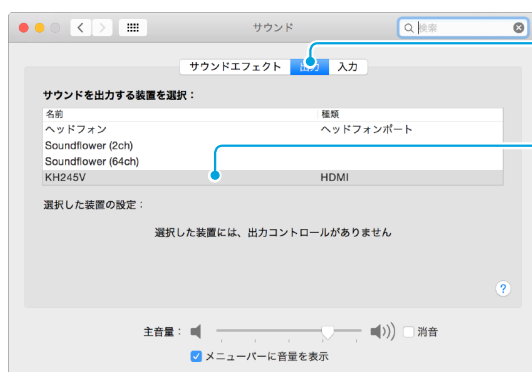 サウンド
検索
サウンドエフェクト 出力 入力
サウンドを出力する装置を選択：
名前 種類
ヘッドフォン ヘッドフォンポート
Soundflower (2ch)
Soundflower (64ch)
KH245V HDMI
選択した装置の設定：
選択した装置には、出力コントロールがありません
?
主音量： 消音
メニューバーに音量を表示